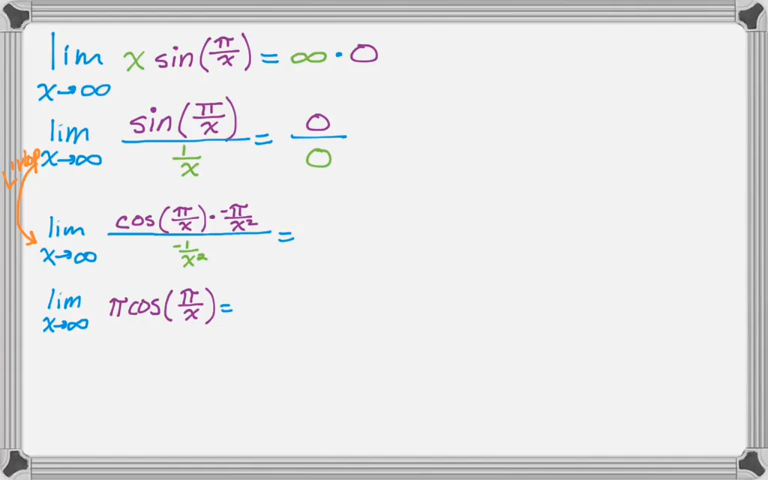 lim x→∞ x sin(π/x) = ∞ · 0
lim x→∞ sin(π/x) / (1/x) = 0/0
lim x→∞ (cos(π/x) · -π/x²) / (-1/x²) =
lim x→∞ π cos(π/x) =